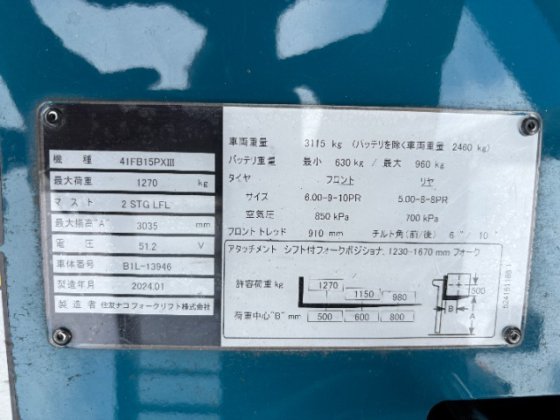 機 種 41FB15PXⅢ
最大荷重 1270 kg
マスト 2 STG LFL
最大揚高"A" 3035 mm
電 圧 51.2 V
車体番号 B1L-13946
製造年月 2024.01
製造者 住友ナコ フォークリフト株式会社
車両重量 3115 kg (バッテリを除く車両重量 2460 kg)
バッテリ重量 最小 630 kg / 最大 960 kg
タイヤ フロント リヤ
サイズ 6.00-9-10PR 5.00-8-8PR
空気圧 850 kPa 700 kPa
フロントトレッド 910 mm チルト角(前/後) 6° 10
アタッチメント シフト付フォークポジショナ, 1230-1670 mm フォーク
許容荷重 kg 1270 1150 980
荷重中心"B" mm 500 600 800
B A 500